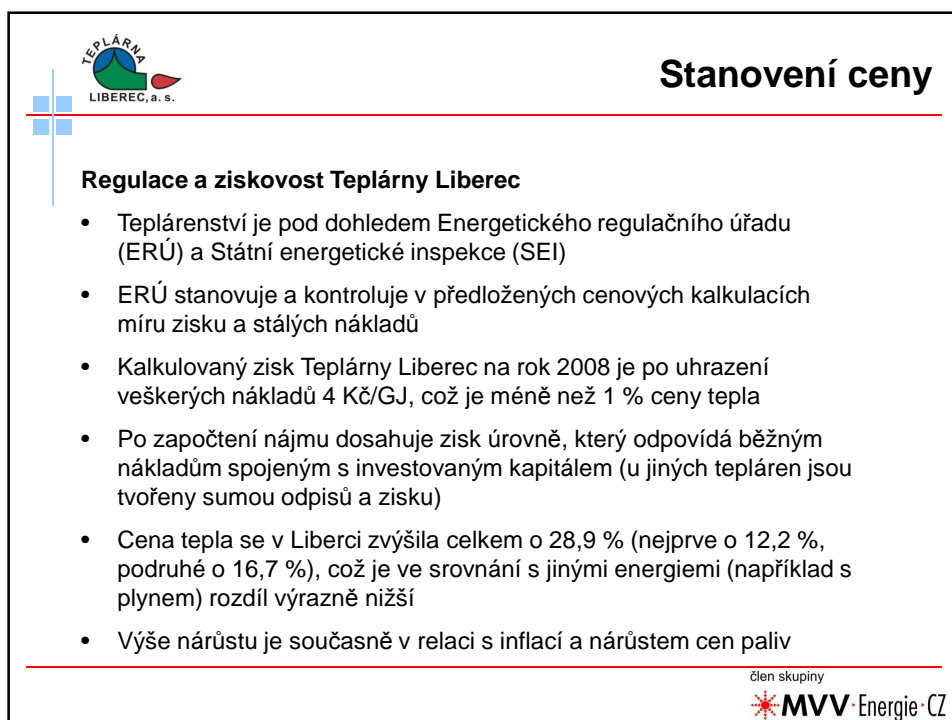 TEPLÁRNA
LIBEREC, a. s.
Stanovení ceny
Regulace a ziskovost Teplárny Liberec
• Teplárenství je pod dohledem Energetického regulačního úřadu
(ERÚ) a Státní energetické inspekce (SEI)
• ERÚ stanovuje a kontroluje v předložených cenových kalkulacích
míru zisku a stálých nákladů
• Kalkulovaný zisk Teplárny Liberec na rok 2008 je po uhrazení
veškerých nákladů 4 Kč/GJ, což je méně než 1 % ceny tepla
• Po započtení nájmu dosahuje zisk úrovně, který odpovídá běžným
nákladům spojeným s investovaným kapitálem (u jiných tepláren jsou
tvořeny sumou odpisů a zisku)
• Cena tepla se v Liberci zvýšila celkem o 28,9 % (nejprve o 12,2 %,
podruhé o 16,7 %), což je ve srovnání s jinými energiemi (například s
plynem) rozdíl výrazně nižší
• Výše nárůstu je současně v relaci s inflací a nárůstem cen paliv
člen skupiny
MVV·Energie·CZ